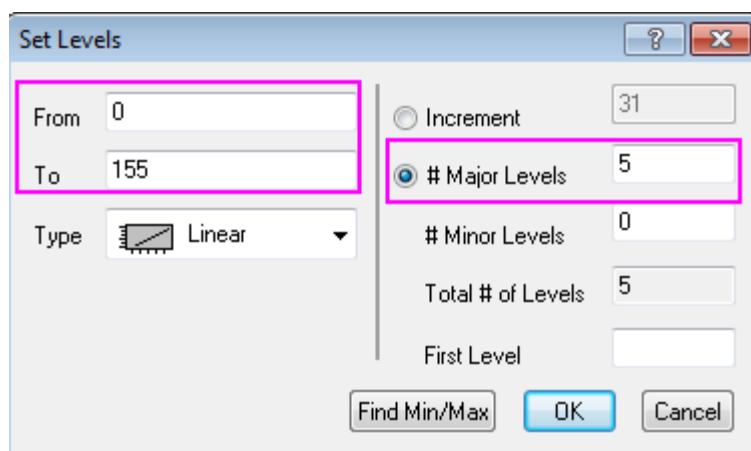 Set Levels
?
From 0
To 155
Type Linear
Increment 31
# Major Levels 5
# Minor Levels 0
Total # of Levels 5
First Level
Find Min/Max OK Cancel